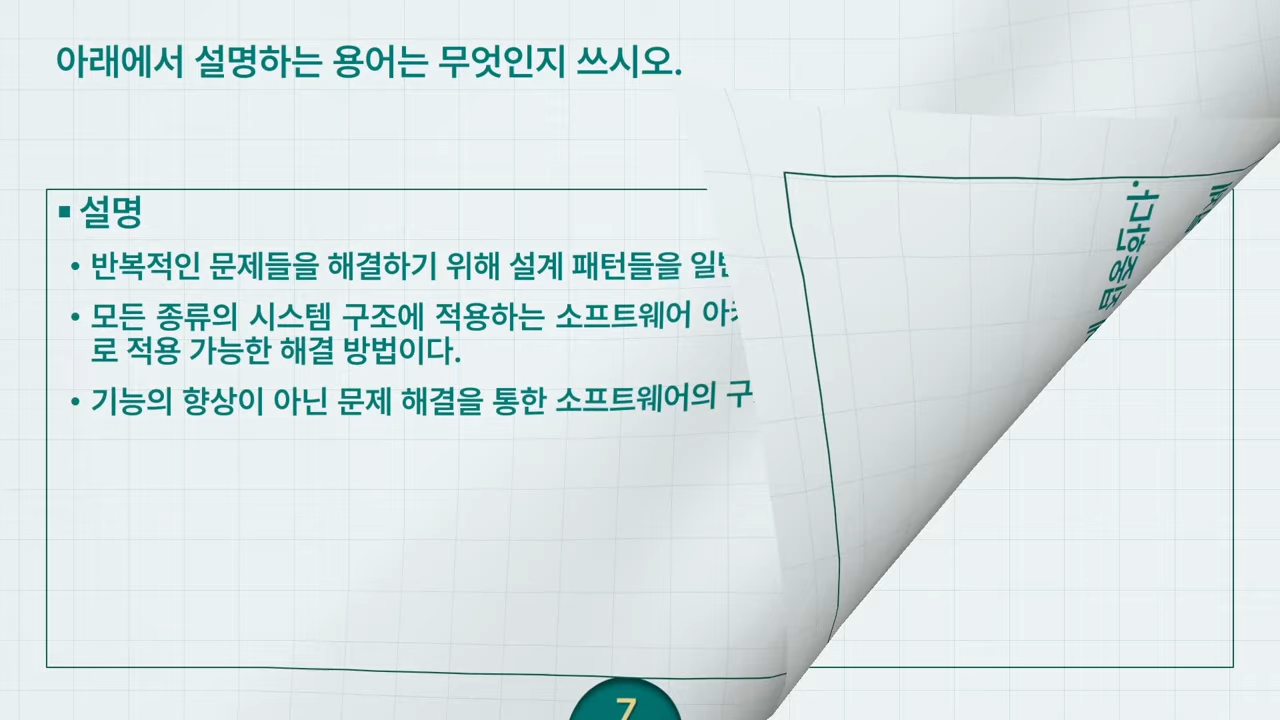 아래에서 설명하는 용어는 무엇인지 쓰시오.
■ 설명
• 반복적인 문제들을 해결하기 위해 설계 패턴들을
• 모든 종류의 시스템 구조에 적용하는 소프트웨어
로 적용 가능한 해결 방법이다.
• 기능의 향상이 아닌 문제 해결을 통한 소프트웨어의
7